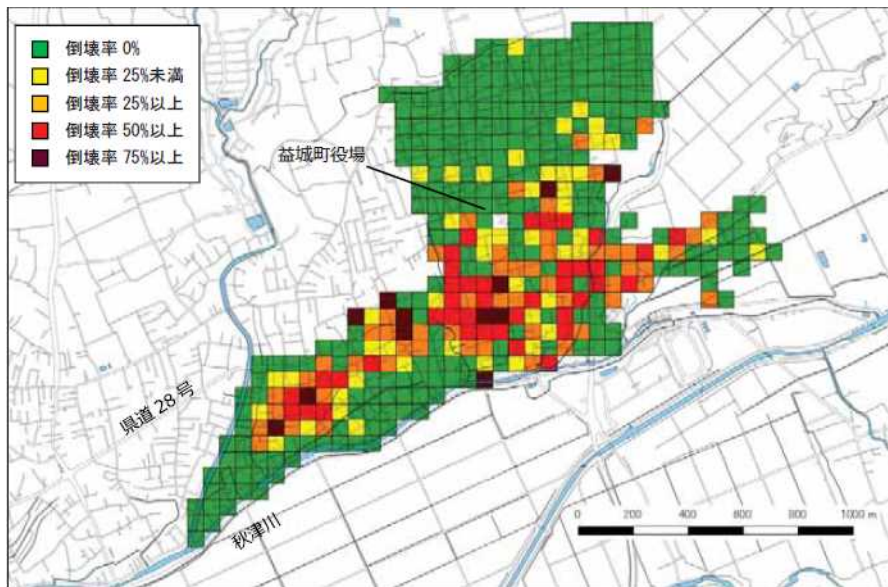 倒壊率 0%
倒壊率 25%未満
倒壊率 25%以上
倒壊率 50%以上
倒壊率 75%以上
益城町役場
県道 28 号
秋津川
0 200 400 600 800 1000 m